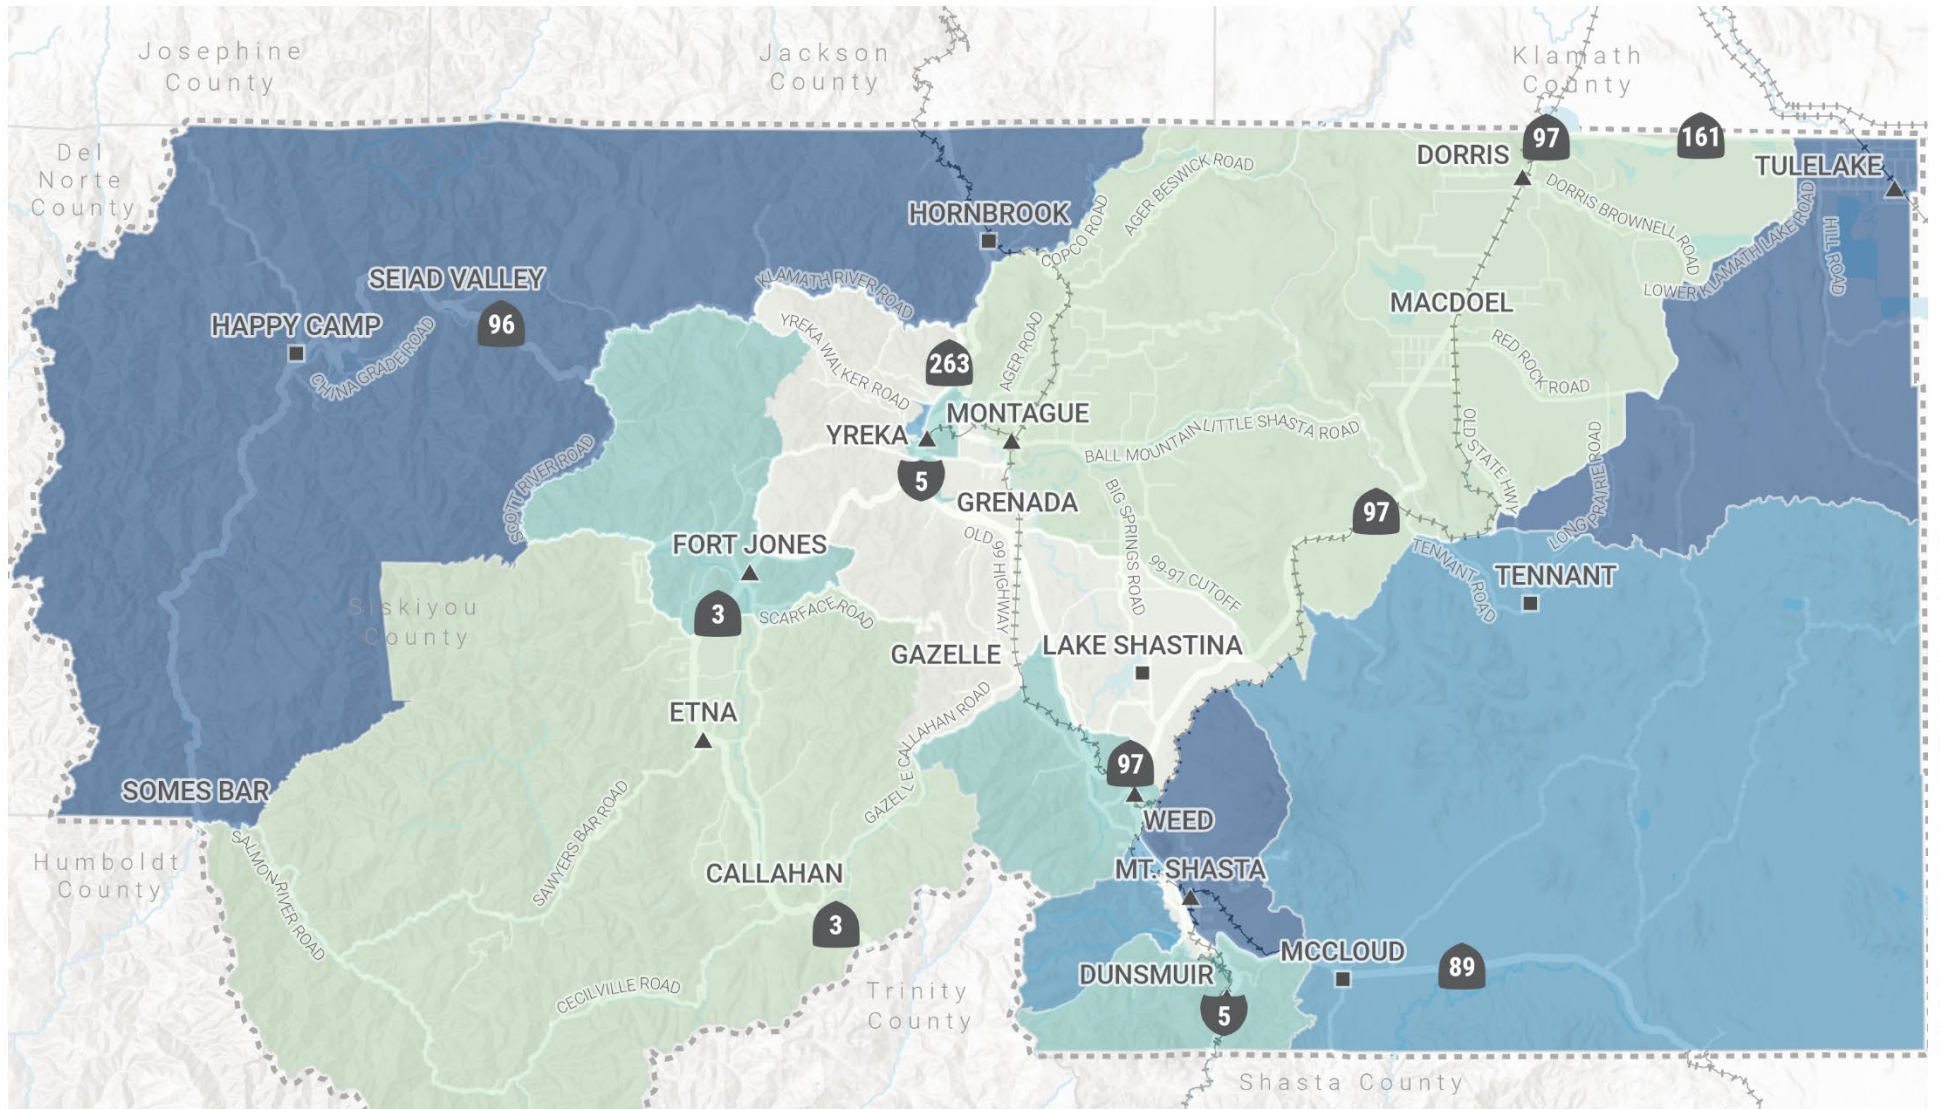 Josephine
County
Jackson
County
Klamath
County
Del
Norte
County
97
161
DORRIS
TULELAKE
AGER BESWICK ROAD
DORRIS BROWNELL ROAD
HORNBROOK
COPCO ROAD
LOWER KLAMATH LAKE ROAD
HILL ROAD
SEIAD VALLEY
KLAMATH RIVER ROAD
MACDOEL
HAPPY CAMP
96
CHINA GRADE ROAD
YREKA WALKER ROAD
263
AGER ROAD
RED ROCK ROAD
MONTAGUE
YREKA
BALL MOUNTAIN LITTLE SHASTA ROAD
OLD STATE HWY
SCOTT RIVER ROAD
5
GRENADA
BIG SPRINGS ROAD
97
LONG PRAIRIE ROAD
FORT JONES
OLD 99 HIGHWAY
99-97 CUTOFF
TENNANT ROAD
TENNANT
Siskiyou
County
3
SCARFACE ROAD
GAZELLE
LAKE SHASTINA
ETNA
GAZELLE CALLAHAN ROAD
97
SOMES BAR
SAWYERS BAR ROAD
WEED
Humboldt
County
SALMON RIVER ROAD
CALLAHAN
MT. SHASTA
3
MCCLOUD
89
DUNSMUIR
CECILVILLE ROAD
Trinity
County
5
Shasta County